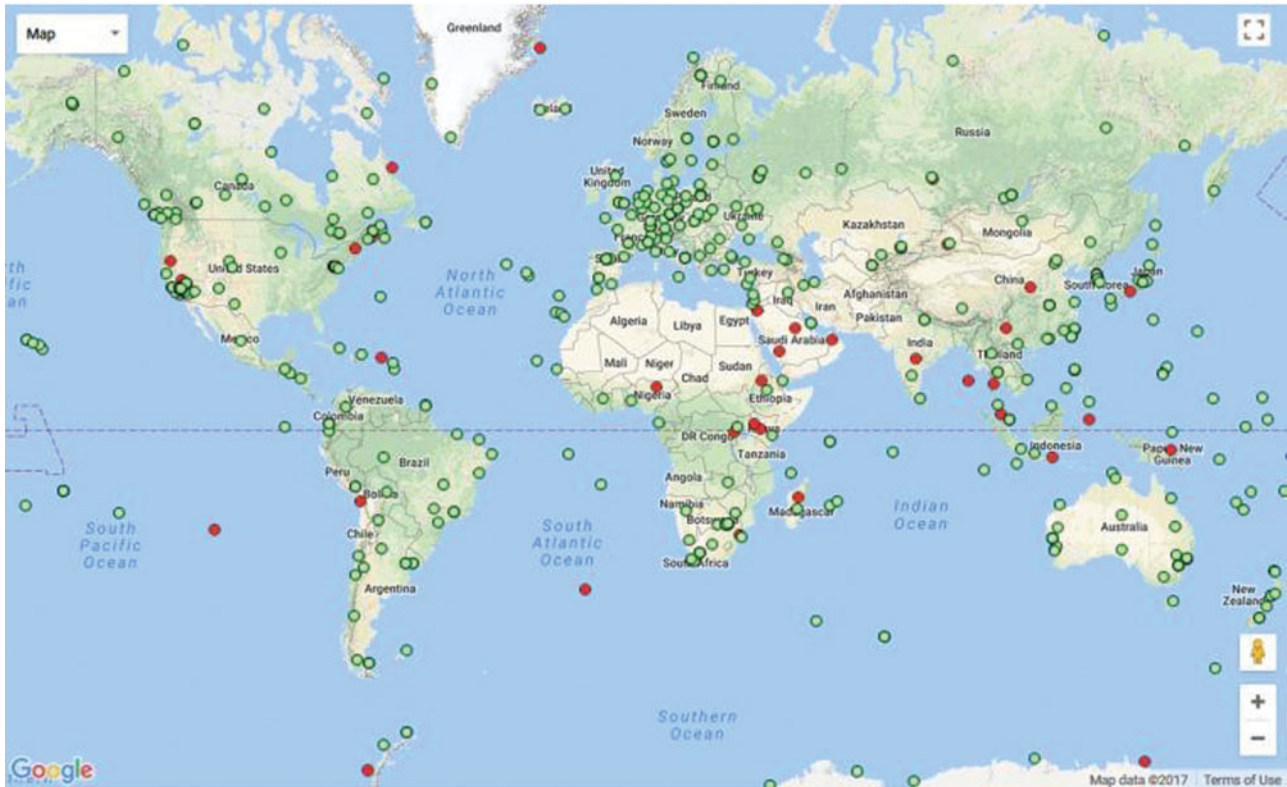 Map
Greenland
Finland
Sweden
Norway
Russia
United
Kingdom
Canada
Ukraine
Kazakhstan
Mongolia
United States
North
Atlantic
Ocean
Turkey
China
South Korea
Japan
Iraq
Iran
Afghanistan
Pakistan
Algeria
Libya
Egypt
Saudi Arabia
India
Thailand
Mexico
Mali
Niger
Chad
Sudan
Nigeria
Ethiopia
Venezuela
Colombia
DR Congo
Kenya
Tanzania
Indonesia
Papua New
Guinea
Peru
Brazil
Bolivia
Angola
Namibia
Botswana
Madagascar
Indian
Ocean
Australia
South
Pacific
Ocean
Chile
South
Atlantic
Ocean
South Africa
Argentina
New
Zealand
Southern
Ocean
Google
Map data ©2017
Terms of Use